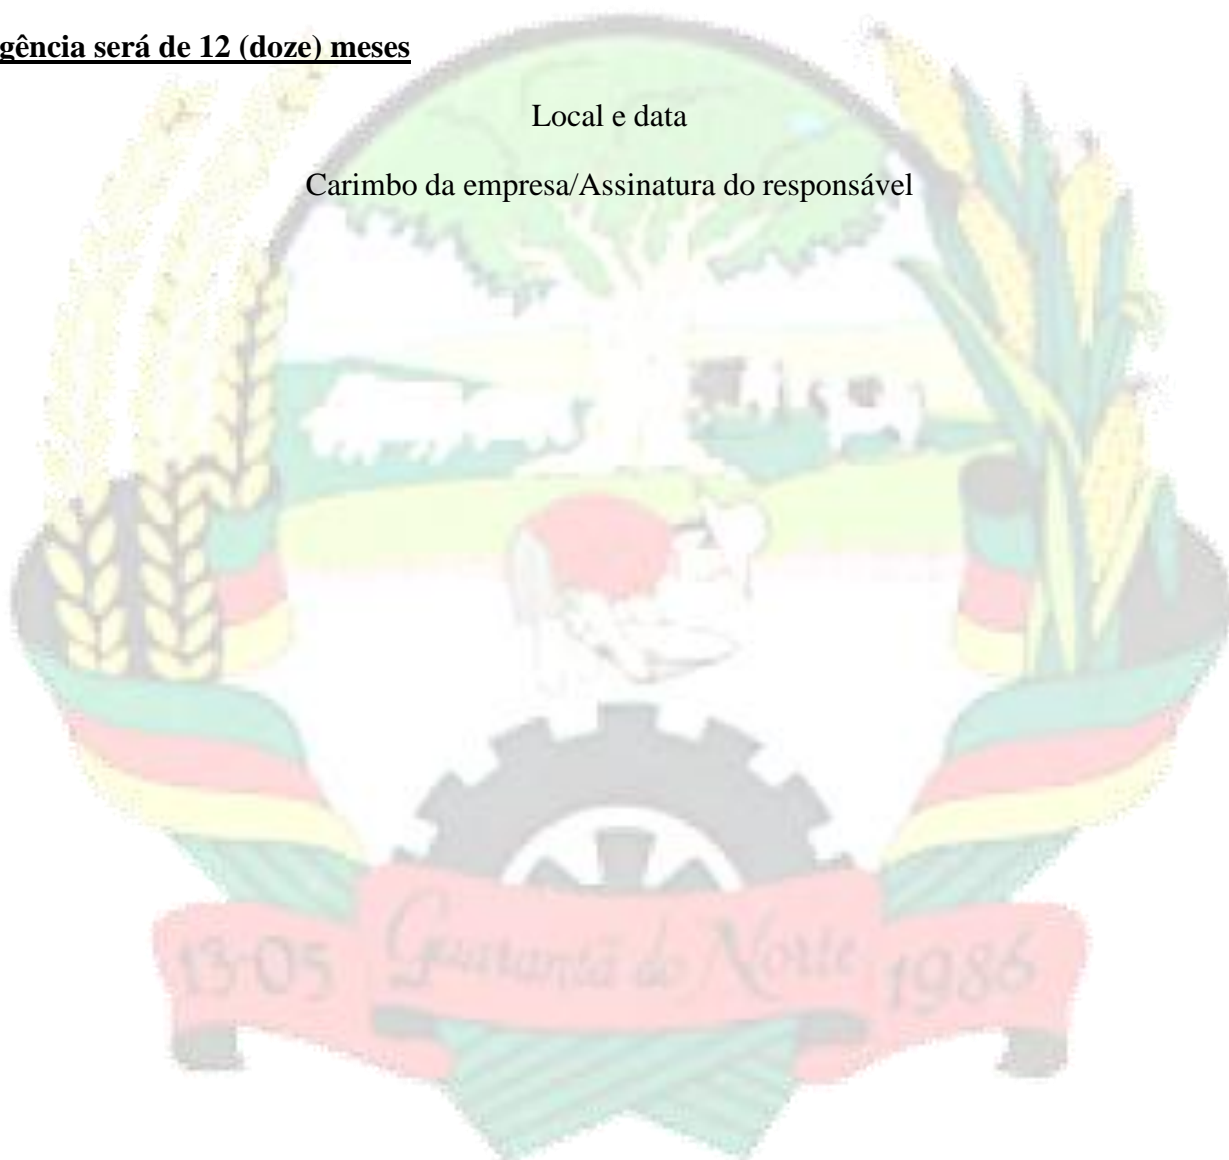 gência será de 12 (doze) meses
Local e data
Carimbo da empresa/Assinatura do responsável
13-05 Guarantã do Norte 1986